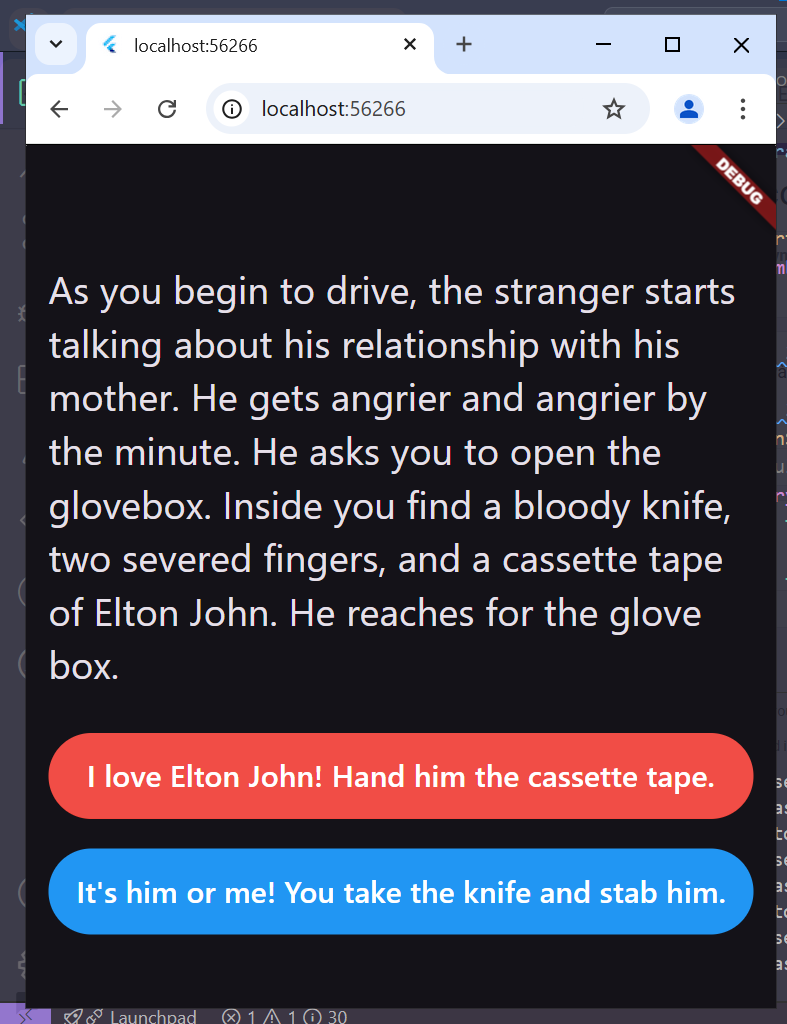 localhost:56266
localhost:56266
DEBUG
As you begin to drive, the stranger starts
talking about his relationship with his
mother. He gets angrier and angrier by
the minute. He asks you to open the
glovebox. Inside you find a bloody knife,
two severed fingers, and a cassette tape
of Elton John. He reaches for the glove
box.
I love Elton John! Hand him the cassette tape.
It's him or me! You take the knife and stab him.
Launchpad 1 1 30